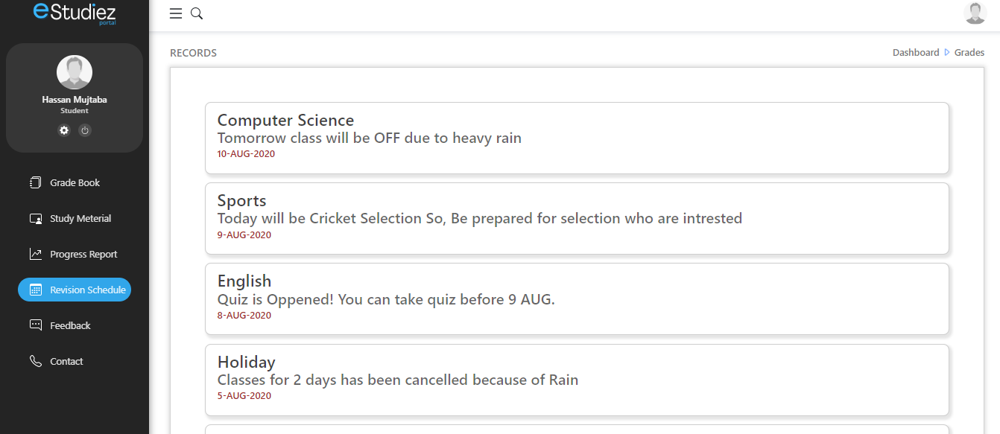 eStudiez
portal
Hassan Mujtaba
Student
Grade Book
Study Meterial
Progress Report
Revision Schedule
Feedback
Contact
RECORDS
Dashboard
Grades
Computer Science
Tomorrow class will be OFF due to heavy rain
10-AUG-2020
Sports
Today will be Cricket Selection So, Be prepared for selection who are intrested
9-AUG-2020
English
Quiz is Oppened! You can take quiz before 9 AUG.
8-AUG-2020
Holiday
Classes for 2 days has been cancelled because of Rain
5-AUG-2020